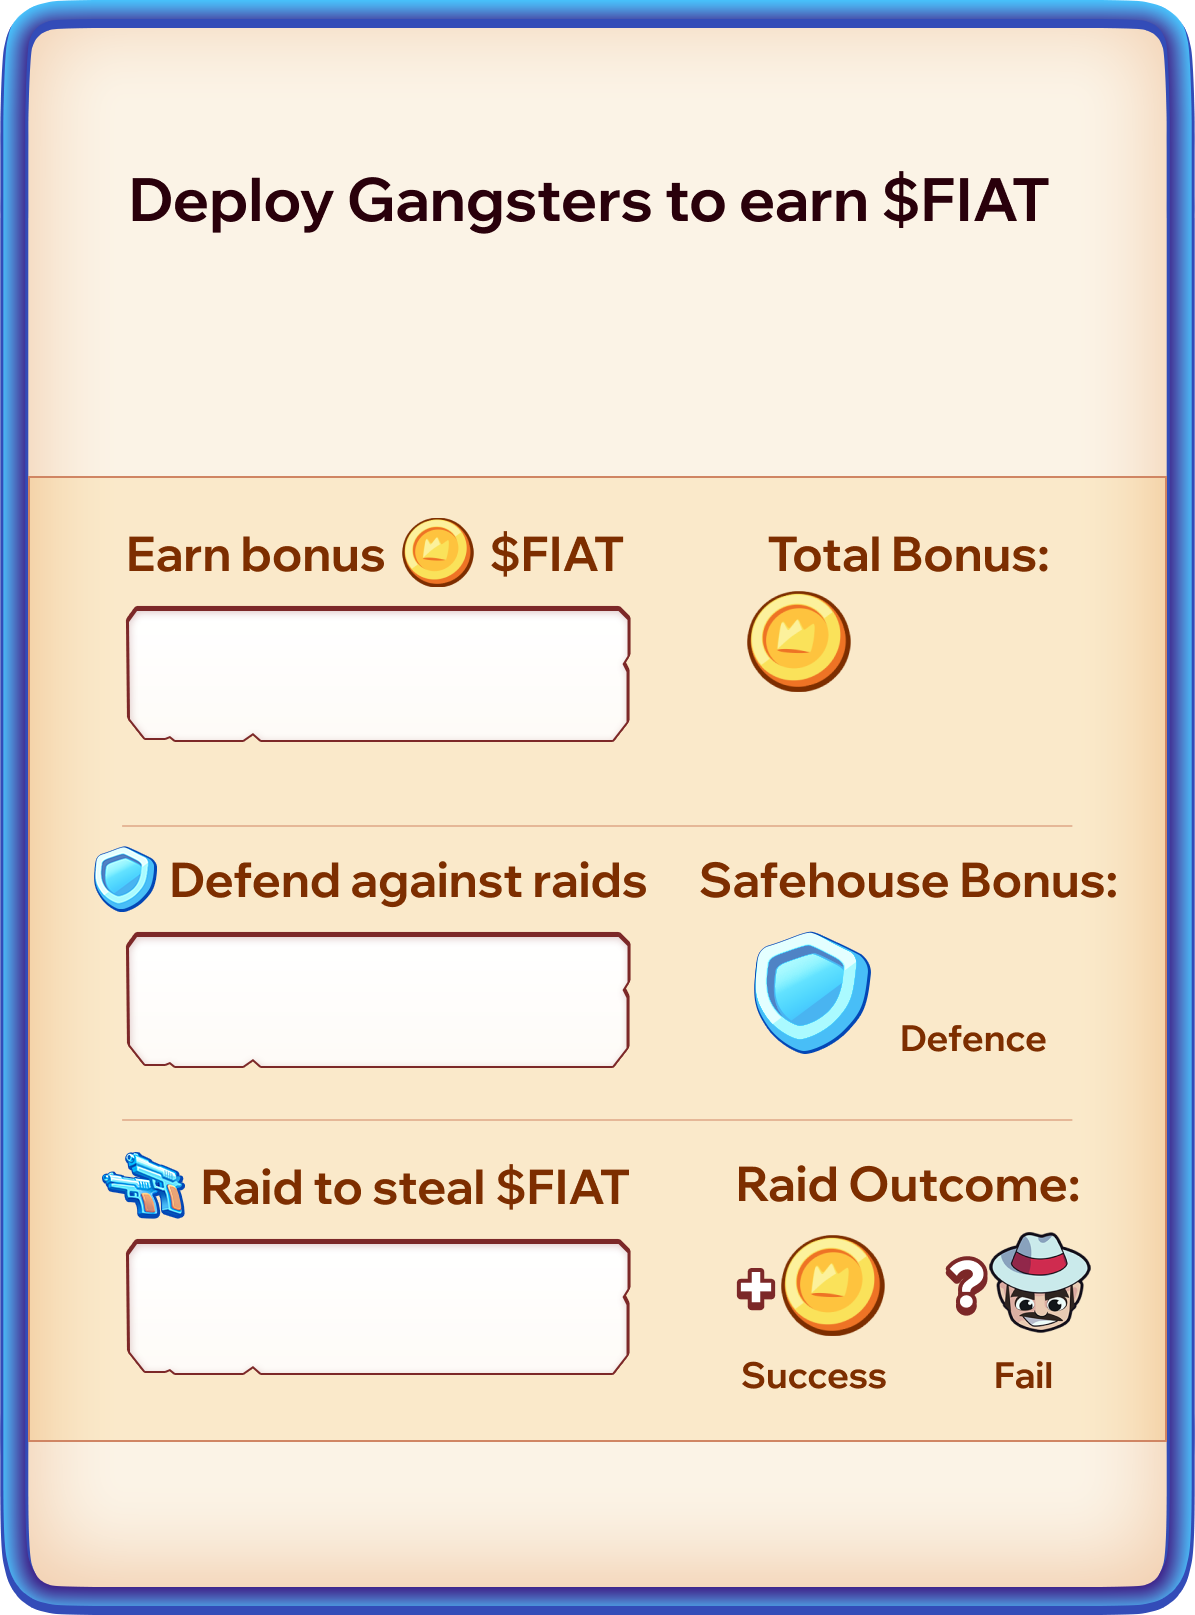 Deploy Gangsters to earn $FIAT
Earn bonus $FIAT
Total Bonus:
Defend against raids
Safehouse Bonus:
Defence
Raid to steal $FIAT
Raid Outcome:
+ ?
Success Fail